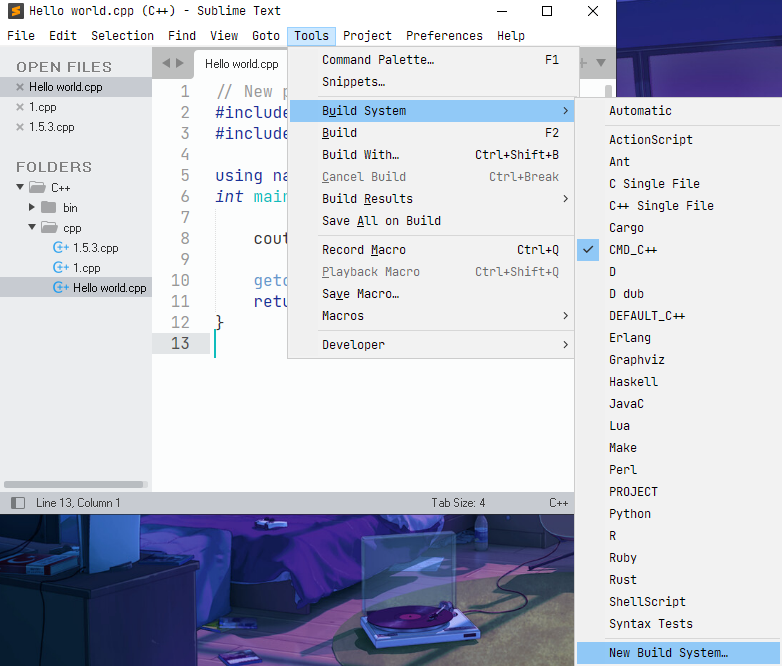 Hello world.cpp (C++) - Sublime Text
File Edit Selection Find View Goto Tools Project Preferences Help
OPEN FILES
Hello world.cpp
1.cpp
1.5.3.cpp
FOLDERS
C++
bin
cpp
1.5.3.cpp
1.cpp
Hello world.cpp
Hello world.cpp
1 // New
2 #include
3 #include
4
5 using
6 int main
7
8 cout
9
10
11
12 }
13
Command Palette… F1
Snippets…
Build System
Build F2
Build With… Ctrl+Shift+B
Cancel Build Ctrl+Break
Build Results
Save All on Build
Record Macro Ctrl+Q
Playback Macro Ctrl+Shift+Q
Save Macro…
Macros
Developer
Automatic
ActionScript
Ant
C Single File
C++ Single File
Cargo
CMD_C++
D
D dub
DEFAULT_C++
Erlang
Graphviz
Haskell
JavaC
Lua
Make
Perl
PROJECT
Python
R
Ruby
Rust
ShellScript
Syntax Tests
New Build System…
Line 13, Column 1 Tab Size: 4 C++